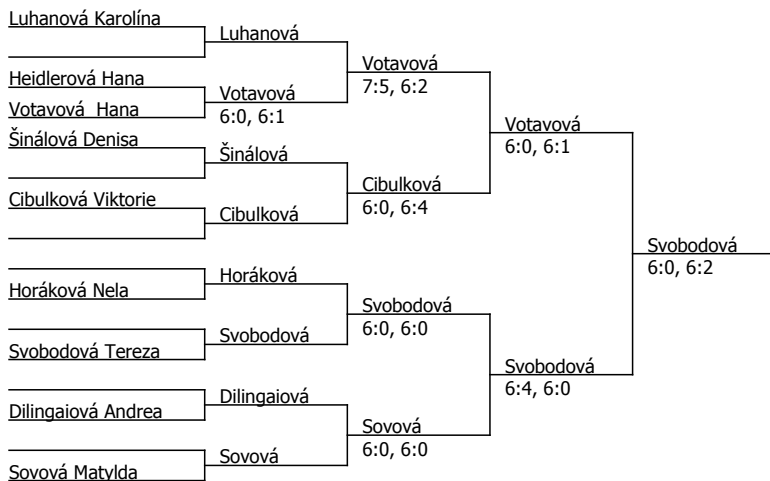 Luhanová Karolína
Luhanová
Votavová
7:5, 6:2
Heidlerová Hana
Votavová  Hana
Votavová
6:0, 6:1
Votavová
6:0, 6:1
Šinálová Denisa
Šinálová
Cibulková
6:0, 6:4
Cibulková Viktorie
Cibulková
Svobodová
6:0, 6:2
Horáková
Horáková Nela
Svobodová
6:0, 6:0
Svobodová
Svobodová Tereza
Svobodová
6:4, 6:0
Dilingaiová
Dilingaiová Andrea
Sovová
6:0, 6:0
Sovová
Sovová Matylda